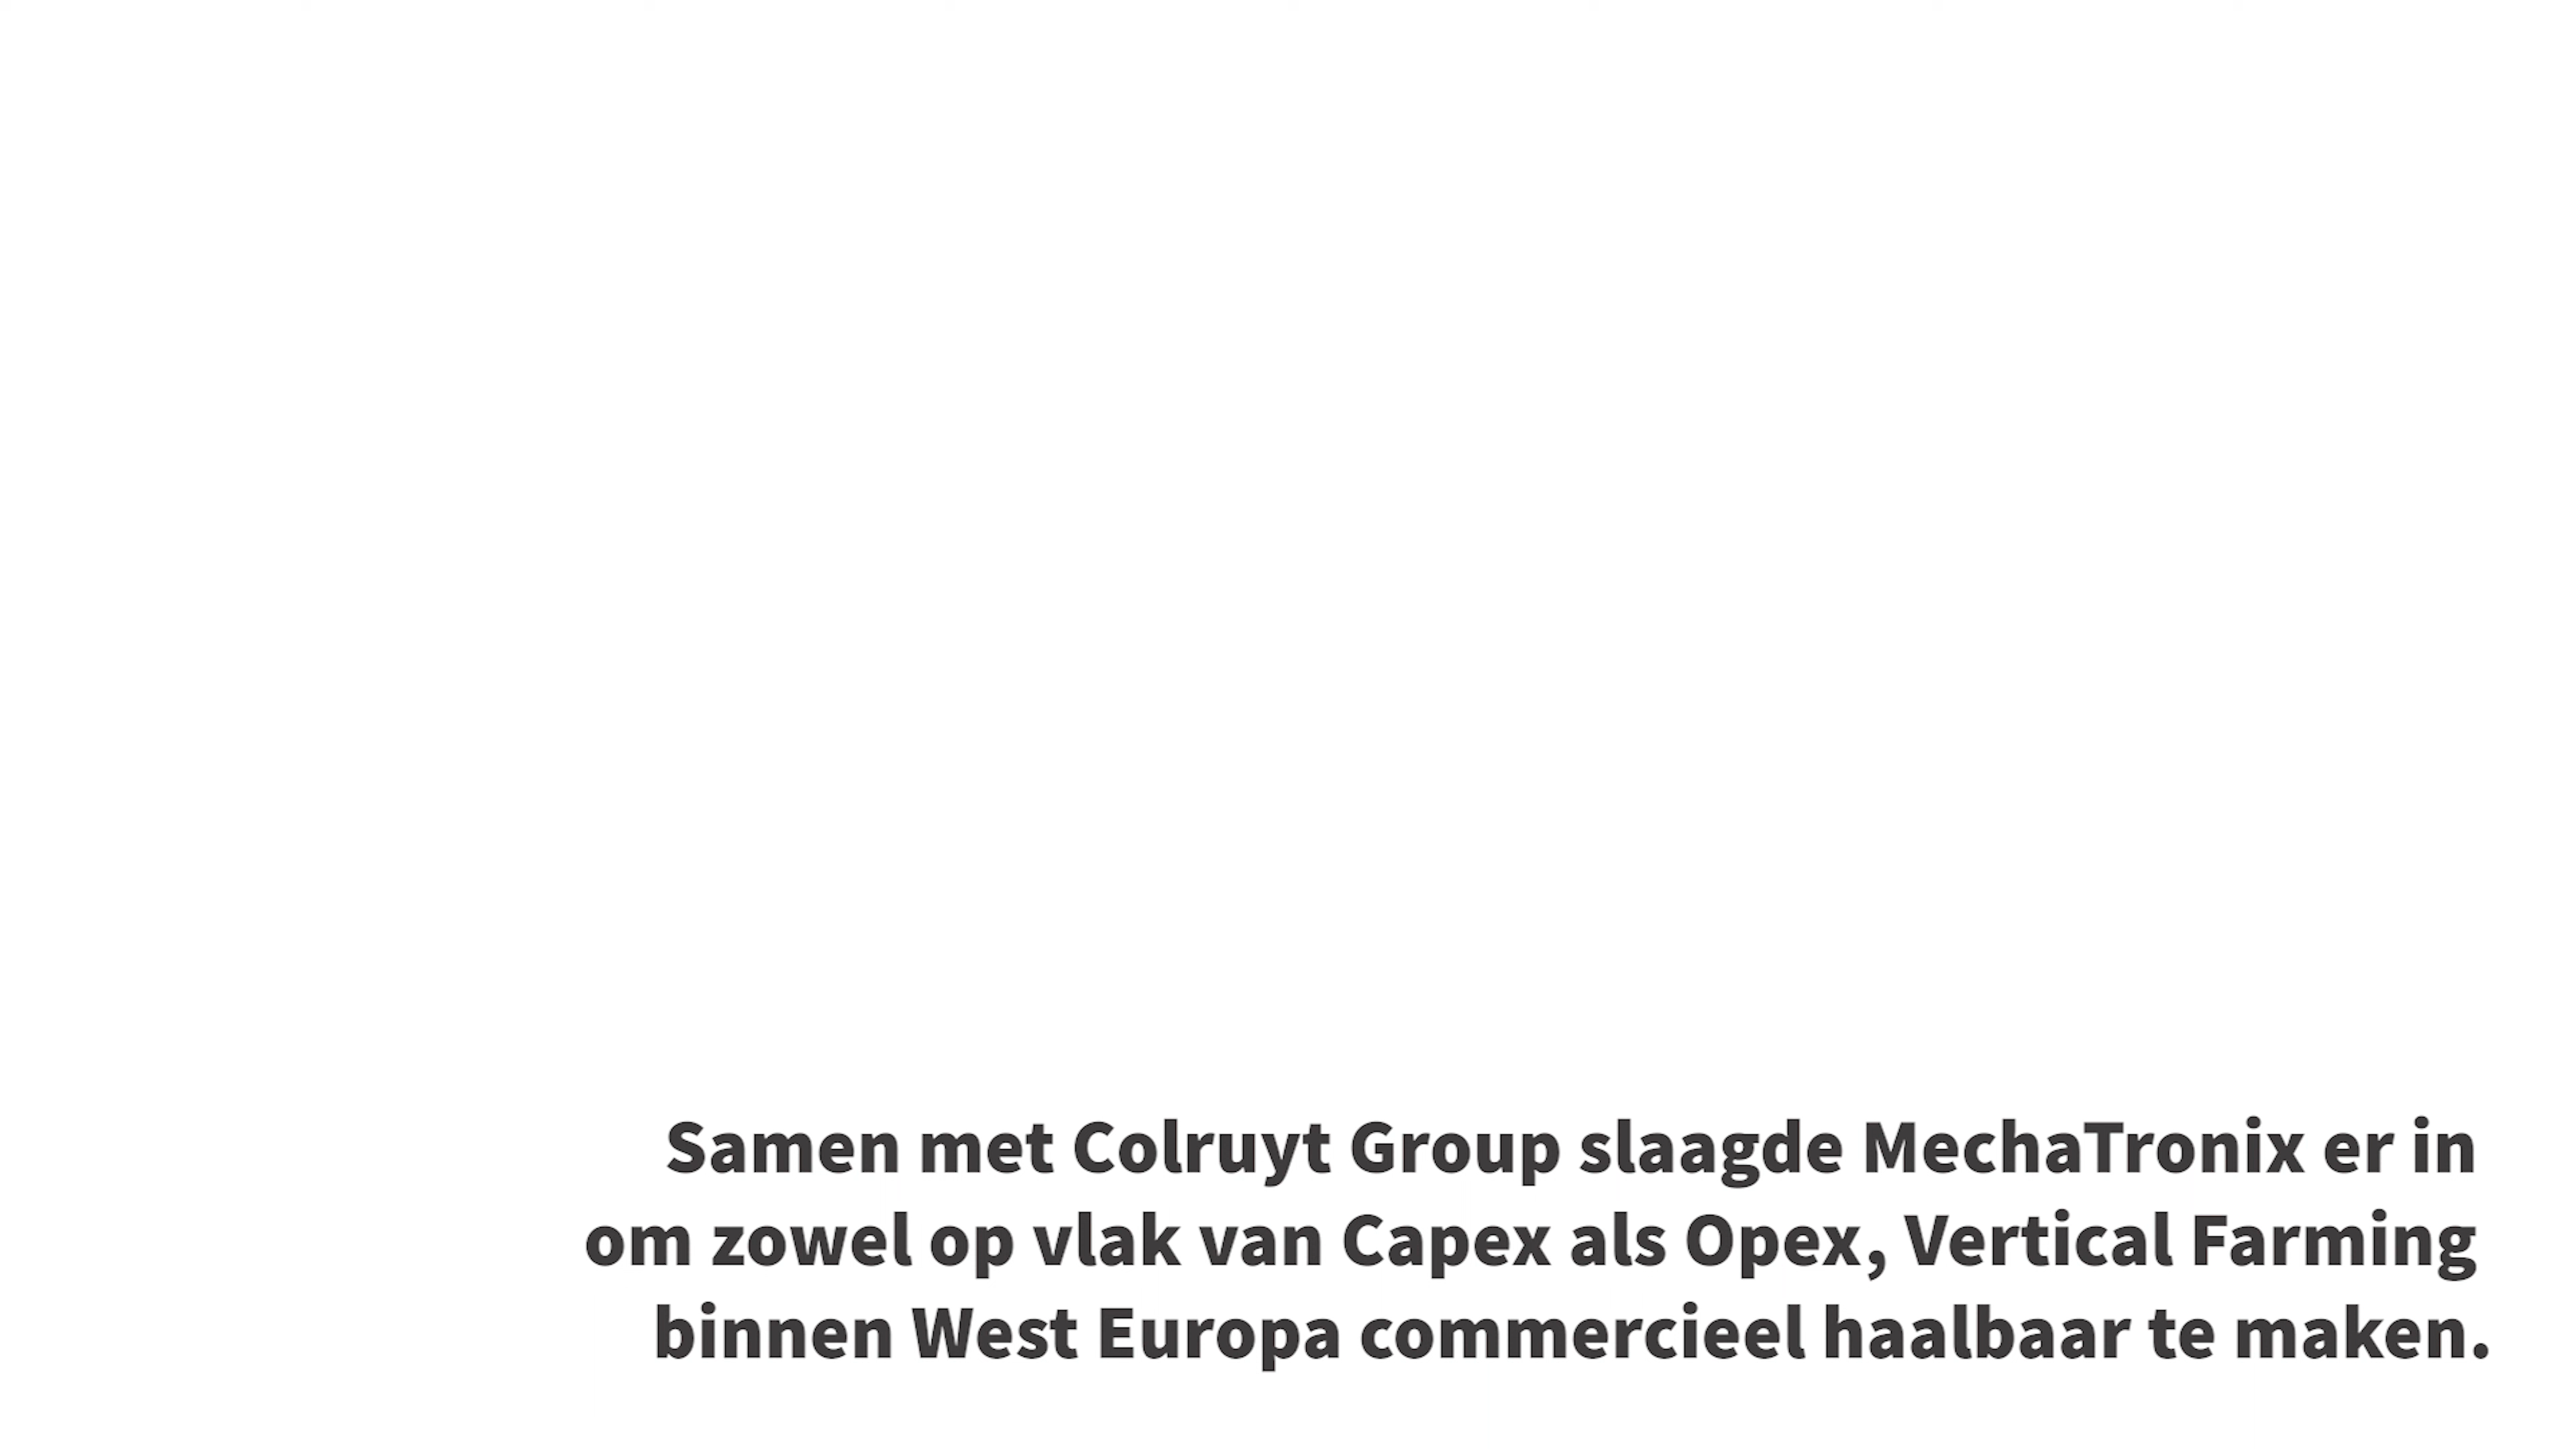 Samen met Colruyt Group slaagde MechaTronix er in
om zowel op vlak van Capex als Opex, Vertical Farming
binnen West Europa commercieel haalbaar te maken.